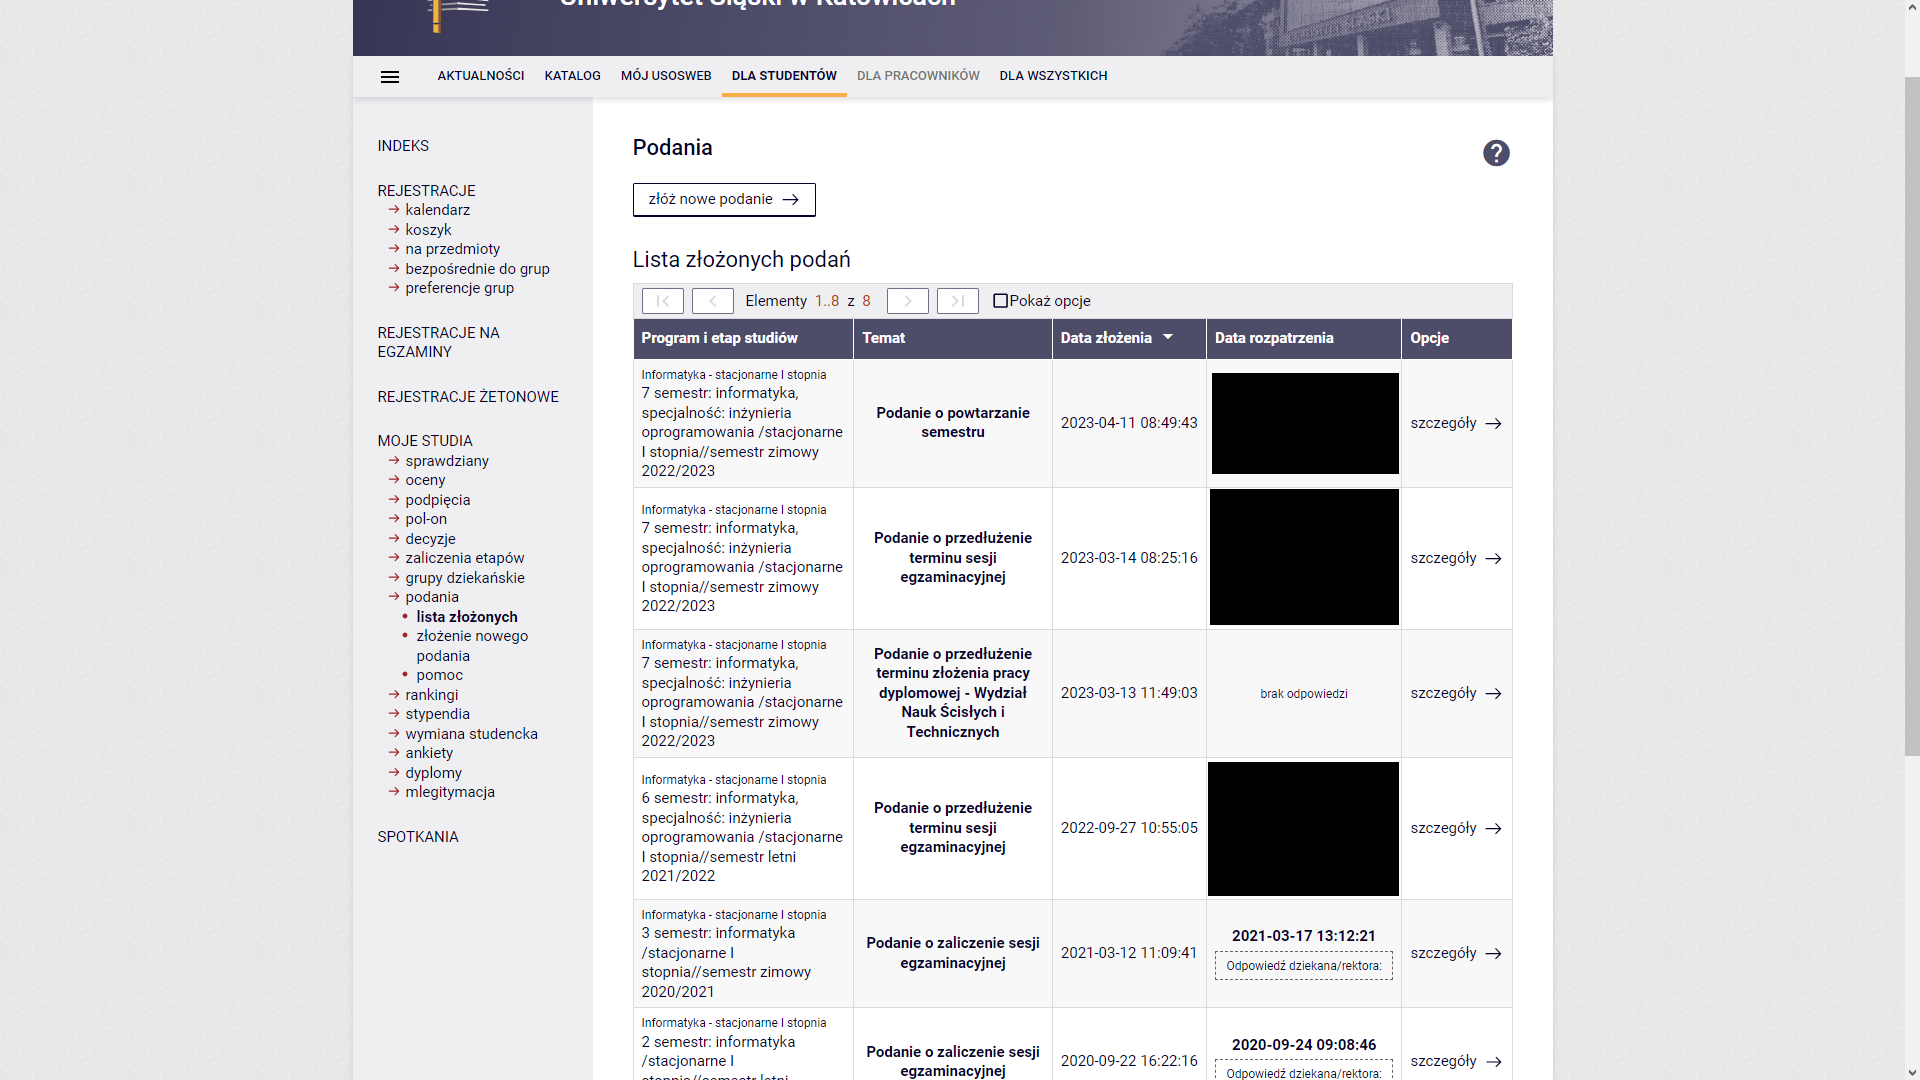 Uniwersytet Śląski w Katowicach
AKTUALNOŚCI KATALOG MÓJ USOSWEB DLA STUDENTÓW DLA PRACOWNIKÓW DLA WSZYSTKICH
INDEKS
REJESTRACJE
kalendarz
koszyk
na przedmioty
bezpośrednie do grup
preferencje grup
REJESTRACJE NA
EGZAMINY
REJESTRACJE ŻETONOWE
MOJE STUDIA
sprawdziany
oceny
podpięcia
pol-on
decyzje
zaliczenia etapów
grupy dziekańskie
podania
lista złożonych
złożenie nowego
podania
pomoc
rankingi
stypendia
wymiana studencka
ankiety
dyplomy
mlegitymacja
SPOTKANIA
Podania
?
złóż nowe podanie
Lista złożonych podań
Elementy 1..8 z 8 Pokaż opcje
Program i etap studiów Temat Data złożenia Data rozpatrzenia Opcje
Informatyka - stacjonarne I stopnia
7 semestr: informatyka,
specjalność: inżynieria
oprogramowania /stacjonarne
I stopnia//semestr zimowy
2022/2023
Podanie o powtarzanie
semestru
2023-04-11 08:49:43
szczegóły
Informatyka - stacjonarne I stopnia
7 semestr: informatyka,
specjalność: inżynieria
oprogramowania /stacjonarne
I stopnia//semestr zimowy
2022/2023
Podanie o przedłużenie
terminu sesji
egzaminacyjnej
2023-03-14 08:25:16
szczegóły
Informatyka - stacjonarne I stopnia
7 semestr: informatyka,
specjalność: inżynieria
oprogramowania /stacjonarne
I stopnia//semestr zimowy
2022/2023
Podanie o przedłużenie
terminu złożenia pracy
dyplomowej - Wydział
Nauk Ścisłych i
Technicznych
2023-03-13 11:49:03
brak odpowiedzi
szczegóły
Informatyka - stacjonarne I stopnia
6 semestr: informatyka,
specjalność: inżynieria
oprogramowania /stacjonarne
I stopnia//semestr letni
2021/2022
Podanie o przedłużenie
terminu sesji
egzaminacyjnej
2022-09-27 10:55:05
szczegóły
Informatyka - stacjonarne I stopnia
3 semestr: informatyka
/stacjonarne I
stopnia//semestr zimowy
2020/2021
Podanie o zaliczenie sesji
egzaminacyjnej
2021-03-12 11:09:41
2021-03-17 13:12:21
Odpowiedź dziekana/rektora:
szczegóły
Informatyka - stacjonarne I stopnia
2 semestr: informatyka
/stacjonarne I
stopnia//semestr letni
Podanie o zaliczenie sesji
egzaminacyjnej
2020-09-22 16:22:16
2020-09-24 09:08:46
Odpowiedź dziekana/rektora:
szczegóły